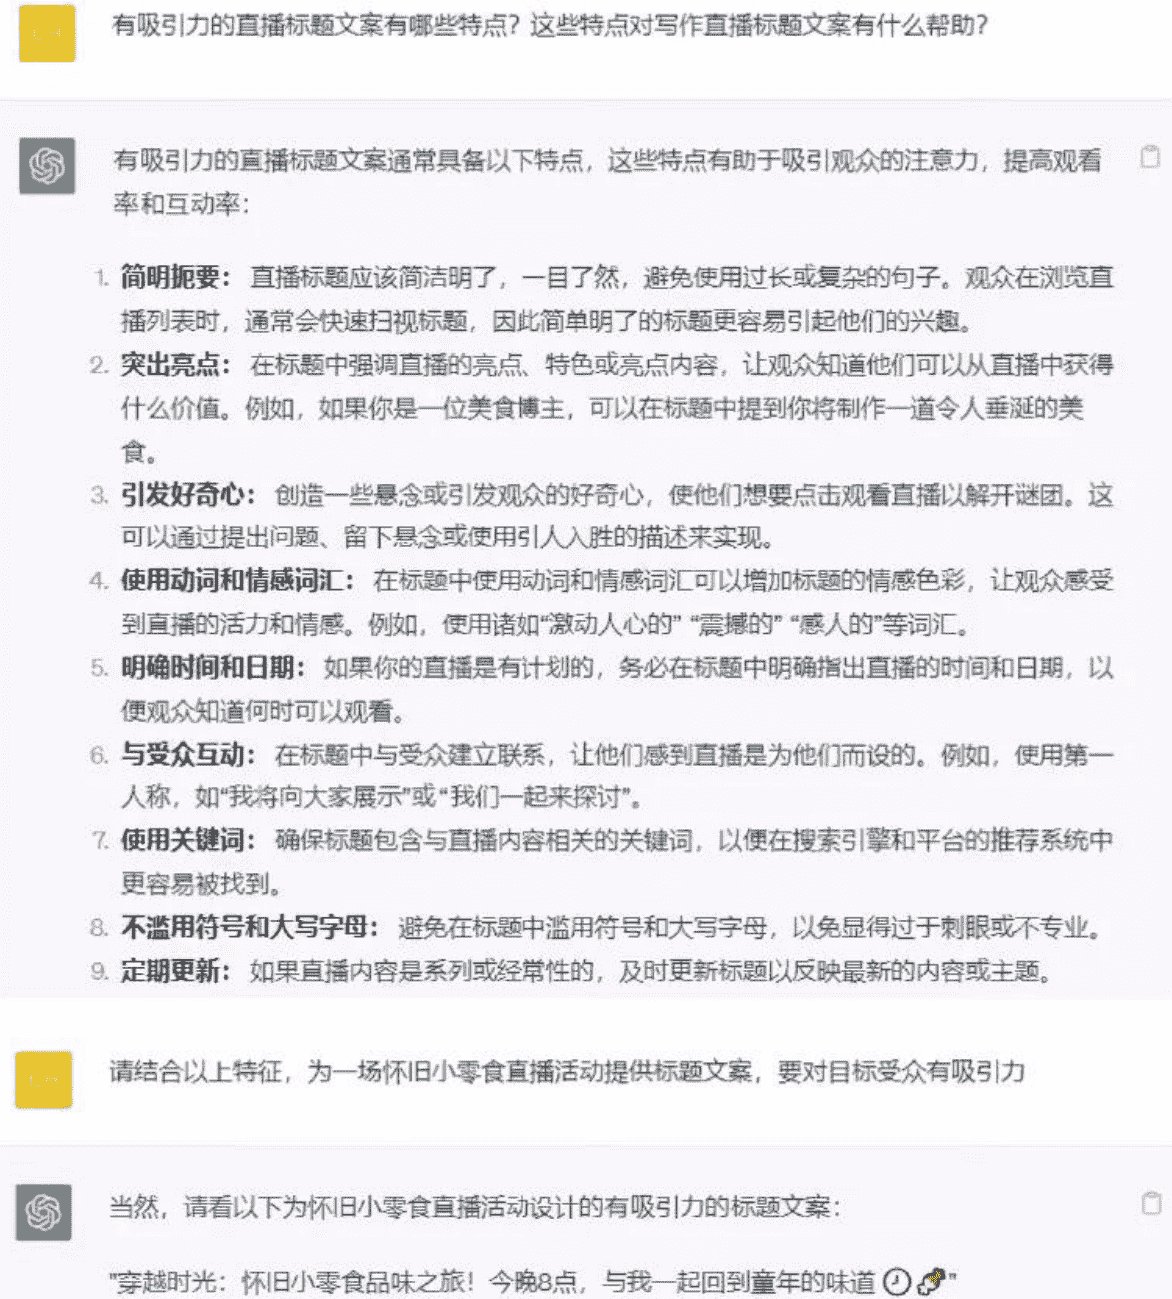 有吸引力的直播标题文案有哪些特点？这些特点对写作直播标题文案有什么帮助？
有吸引力的直播标题文案通常具备以下特点，这些特点有助于吸引观众的注意力，提高观看
率和互动率：
1. 简明扼要： 直播标题应该简洁明了，一目了然，避免使用过长或复杂的句子。观众在浏览直
播列表时，通常会快速扫视标题，因此简单明了的标题更容易引起他们的兴趣。
2. 突出亮点： 在标题中强调直播的亮点、特色或亮点内容，让观众知道他们可以从直播中获得
什么价值。例如，如果你是一位美食博主，可以在标题中提到你将制作一道令人垂涎的美
食。
3. 引发好奇心： 创造一些悬念或引发观众的好奇心，使他们想要点击观看直播以解开谜团。这
可以通过提出问题、留下悬念或使用引人入胜的描述来实现。
4. 使用动词和情感词汇： 在标题中使用动词和情感词汇可以增加标题的情感色彩，让观众感受
到直播的活力和情感。例如，使用诸如“激动人心的” “震撼的” “感人的”等词汇。
5. 明确时间和日期： 如果你的直播是有计划的，务必在标题中明确指出直播的时间和日期，以
便观众知道何时可以观看。
6. 与受众互动： 在标题中与受众建立联系，让他们感到直播是为他们而设的。例如，使用第一
人称，如“我将向大家展示”或“我们一起来探讨”。
7. 使用关键词： 确保标题包含与直播内容相关的关键词，以便在搜索引擎和平台的推荐系统中
更容易被找到。
8. 不滥用符号和大写字母： 避免在标题中滥用符号和大写字母，以免显得过于刺眼或不专业。
9. 定期更新： 如果直播内容是系列或经常性的，及时更新标题以反映最新的内容或主题。
请结合以上特征，为一场怀旧小零食直播活动提供标题文案，要对目标受众有吸引力
当然，请看以下为怀旧小零食直播活动设计的有吸引力的标题文案：
"穿越时光：怀旧小零食品味之旅！今晚8点，与我一起回到童年的味道🕗🍬"